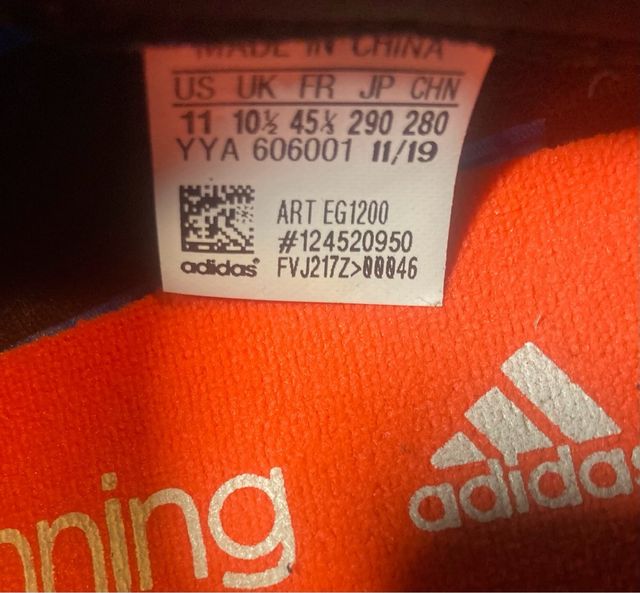 MADE IN CHINA
US UK FR JP CHN
11 10½ 45⅓ 290 280
YYA 606001 11/19
ART EG1200
#124520950
adidas FVJ217Z>00046
adidas
nning